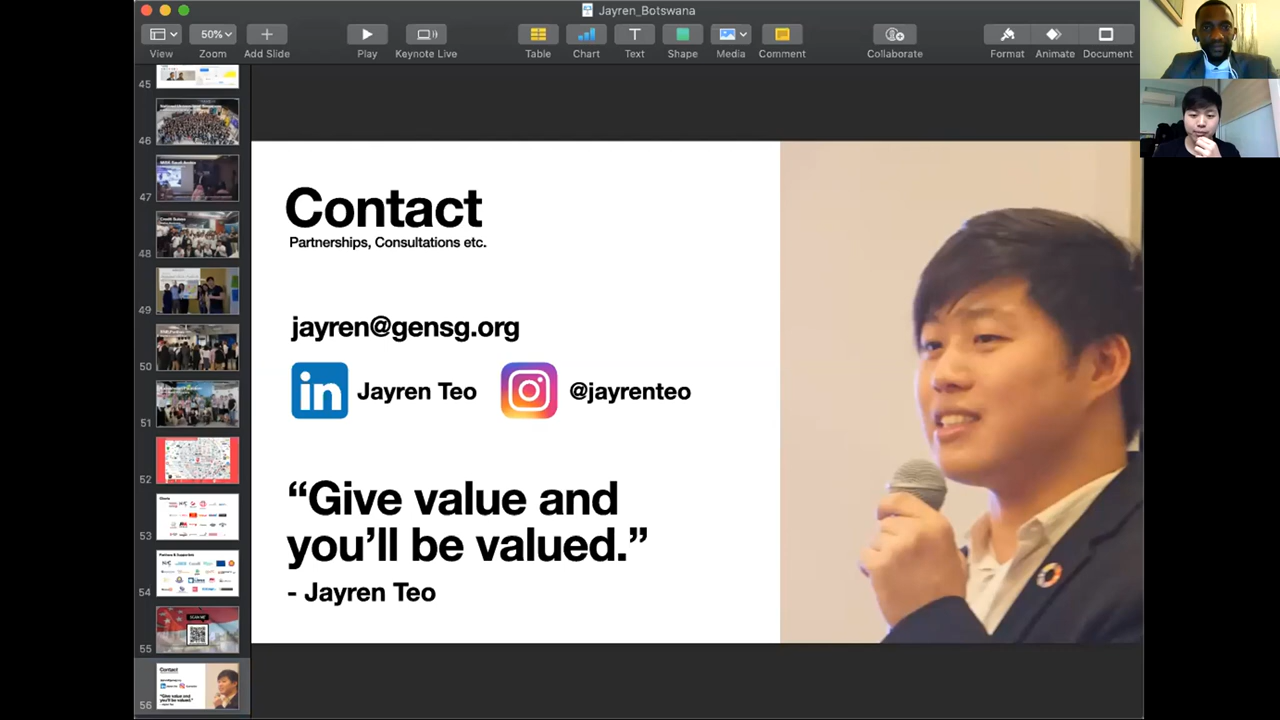 Jayren_Botswana
50%
View
Zoom
Add Slide
Play
Keynote Live
Table
Chart
Text
Shape
Media
Comment
Collaborate
Format
Animate
Document
45
46
47
48
49
50
51
52
53
54
55
56
Contact
Partnerships, Consultations etc.
jayren@gensg.org
in Jayren Teo @jayrenteo
“Give value and
you’ll be valued.”
- Jayren Teo